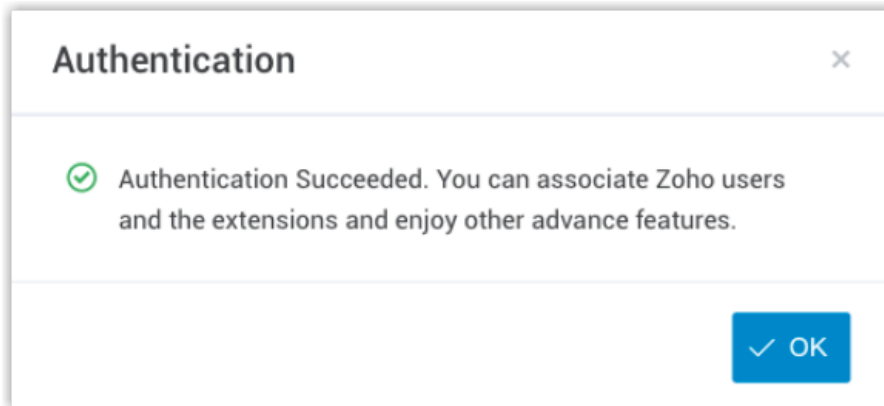 Authentication
Authentication Succeeded. You can associate Zoho users
and the extensions and enjoy other advance features.
OK